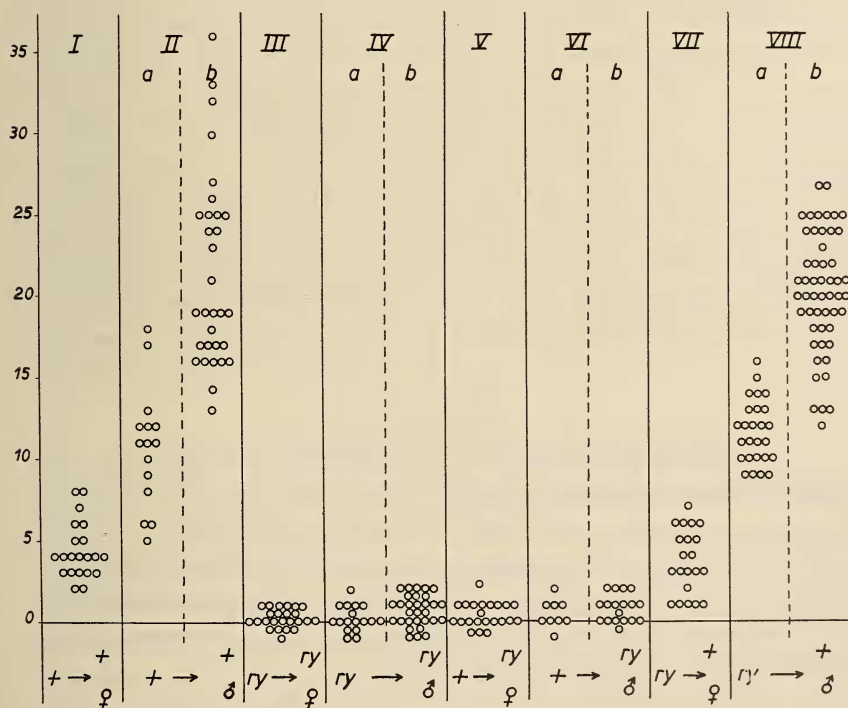 I II III IV V VI VII VIII
a b a b a b a b
35
30
25
20
15
10
5
0
+ + ry ry ry ry + +
+ → + → ry → ry → + → + → ry → ry →
♀ ♂ ♀ ♂ ♀ ♂ ♀ ♂